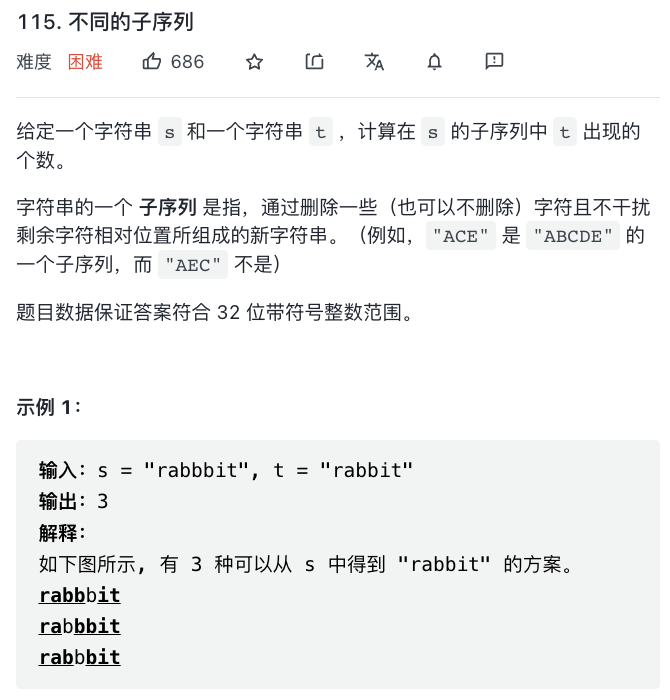 115. 不同的子序列
难度 困难 686
给定一个字符串 s 和一个字符串 t ，计算在 s 的子序列中 t 出现的
个数。
字符串的一个 子序列 是指，通过删除一些（也可以不删除）字符且不干扰
剩余字符相对位置所组成的新字符串。（例如，"ACE" 是 "ABCDE" 的
一个子序列，而 "AEC" 不是）
题目数据保证答案符合 32 位带符号整数范围。
示例 1：
输入：s = "rabbbit", t = "rabbit"
输出：3
解释：
如下图所示, 有 3 种可以从 s 中得到 "rabbit" 的方案。
rabbbit
rabbbit
rabbbit